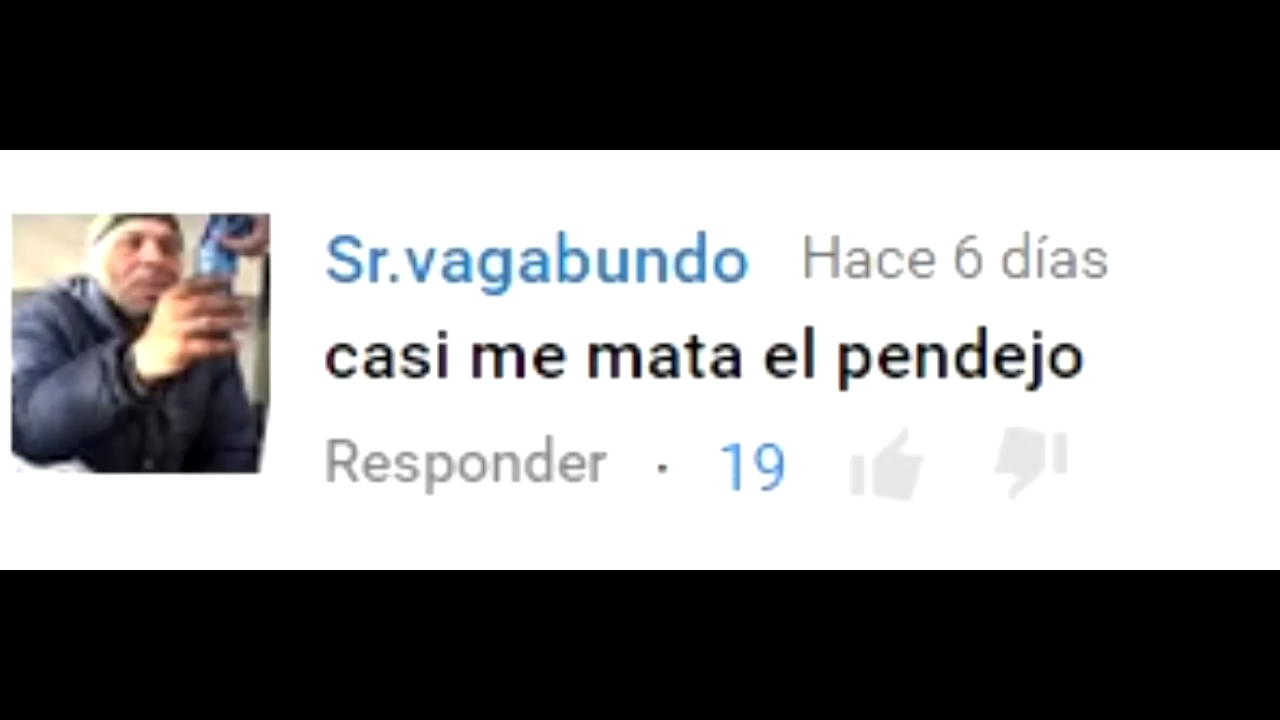 Sr.vagabundo Hace 6 días
casi me mata el pendejo
Responder · 19